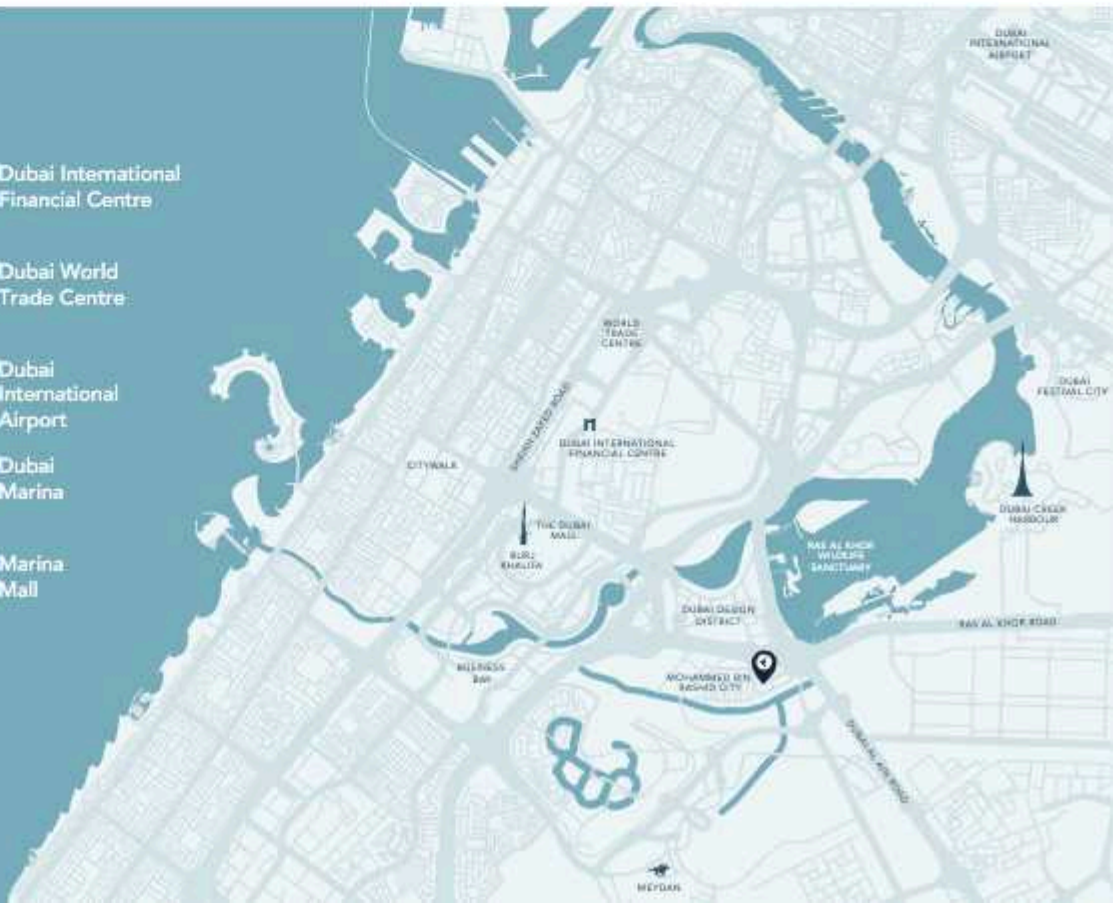 Dubai International
Financial Centre
Dubai World
Trade Centre
Dubai
International
Airport
Dubai
Marina
Marina
Mall
DUBAI
INTERNATIONAL
AIRPORT
WORLD
TRADE
CENTRE
DUBAI
FESTIVAL CITY
SHEIKH ZAYED ROAD
DUBAI INTERNATIONAL
FINANCIAL CENTRE
CITYWALK
DUBAI CREEK
HARBOUR
THE DUBAI
MALL
BURJ
KHALIFA
RAS AL KHOR
WILDLIFE
SANCTUARY
DUBAI DESIGN
DISTRICT
RAS AL KHOR ROAD
BUSINESS
BAY
MOHAMMED BIN
RASHID CITY
DUBAI AL AIN ROAD
MEYDAN